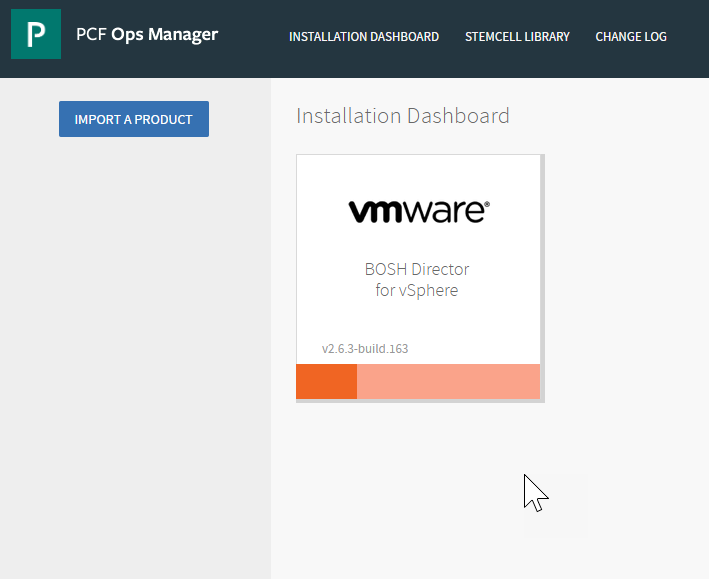 P
PCF Ops Manager
INSTALLATION DASHBOARD
STEMCELL LIBRARY
CHANGE LOG
IMPORT A PRODUCT
Installation Dashboard
vmware®
BOSH Director
for vSphere
v2.6.3-build.163